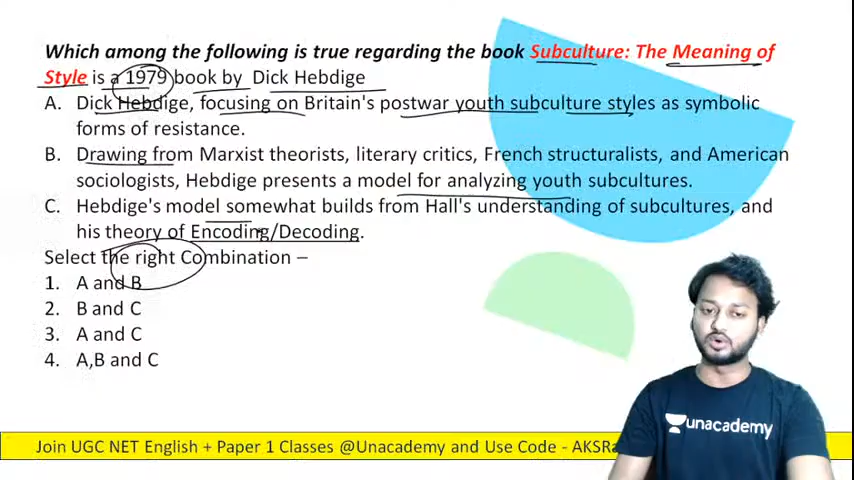 Which among the following is true regarding the book Subculture: The Meaning of
Style is a 1979 book by Dick Hebdige
A. Dick Hebdige, focusing on Britain's postwar youth subculture styles as symbolic
forms of resistance.
B. Drawing from Marxist theorists, literary critics, French structuralists, and American
sociologists, Hebdige presents a model for analyzing youth subcultures.
C. Hebdige's model somewhat builds from Hall's understanding of subcultures, and
his theory of Encoding/Decoding.
Select the right Combination –
1. A and B
2. B and C
3. A and C
4. A,B and C
unacademy
Join UGC NET English + Paper 1 Classes @Unacademy and Use Code -